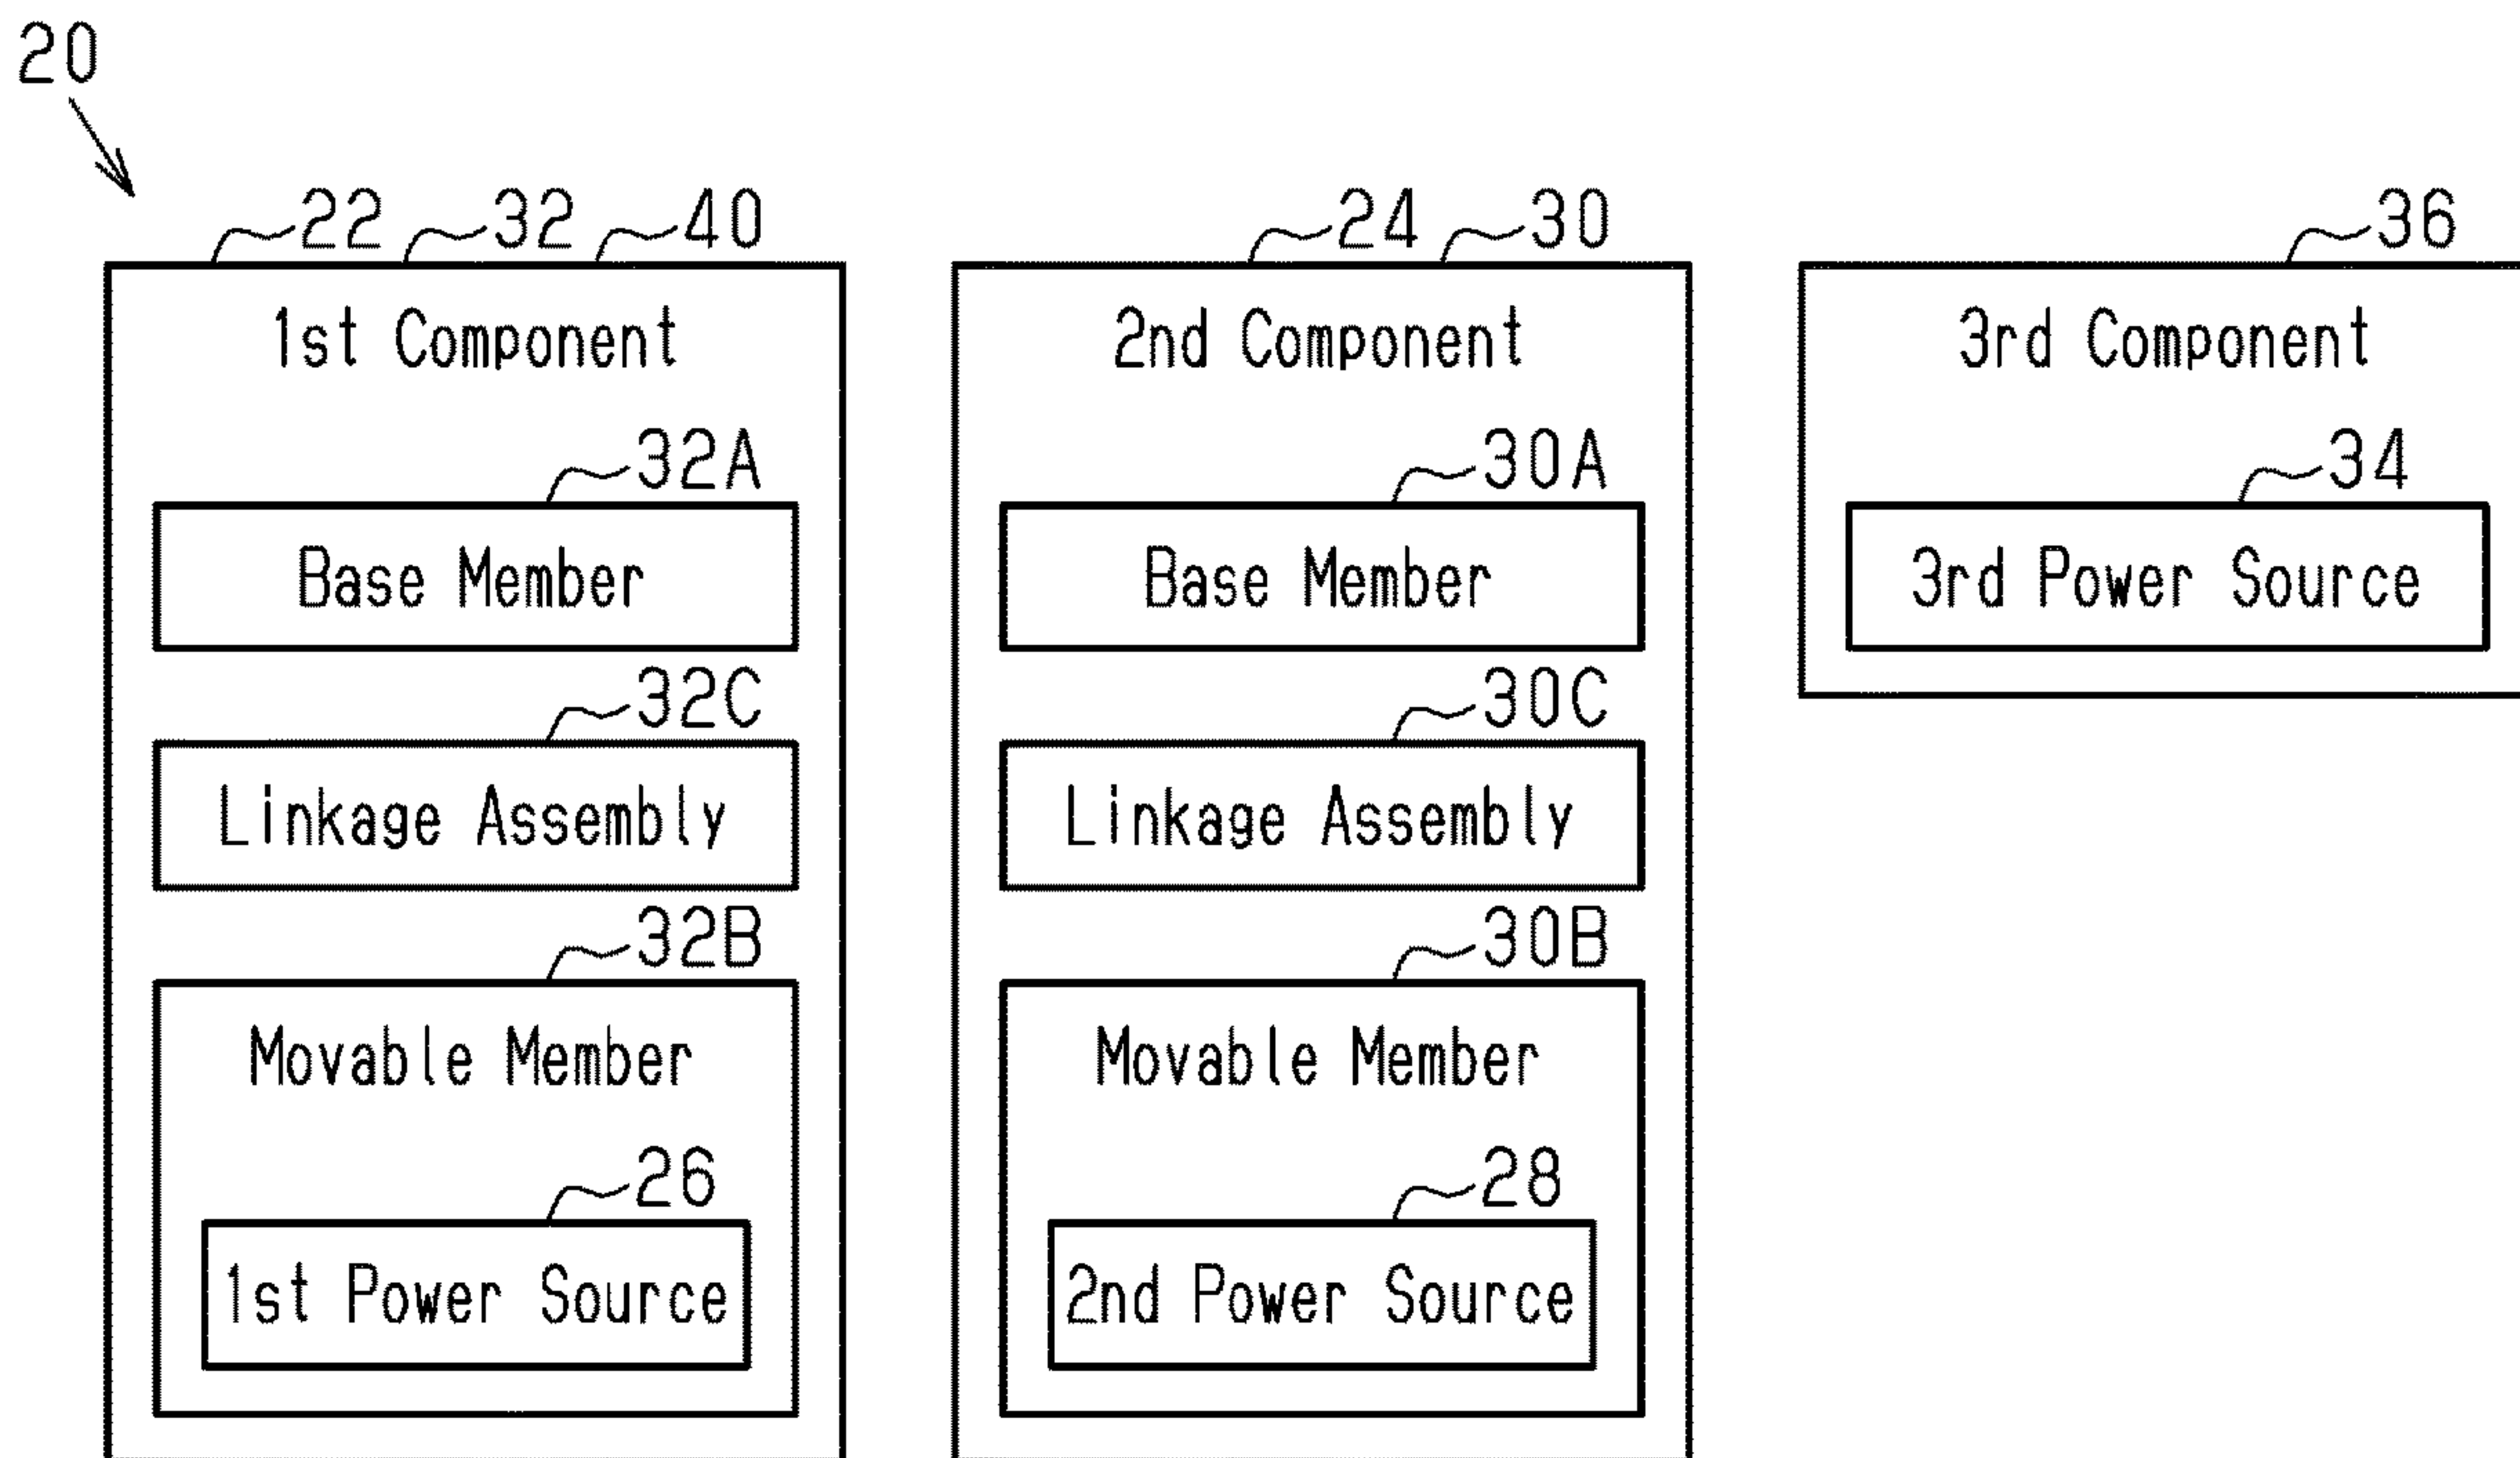 20
22 32 40
1st Component
32A
Base Member
32C
Linkage Assembly
32B
Movable Member
26
1st Power Source
24 30
2nd Component
30A
Base Member
30C
Linkage Assembly
30B
Movable Member
28
2nd Power Source
36
3rd Component
34
3rd Power Source